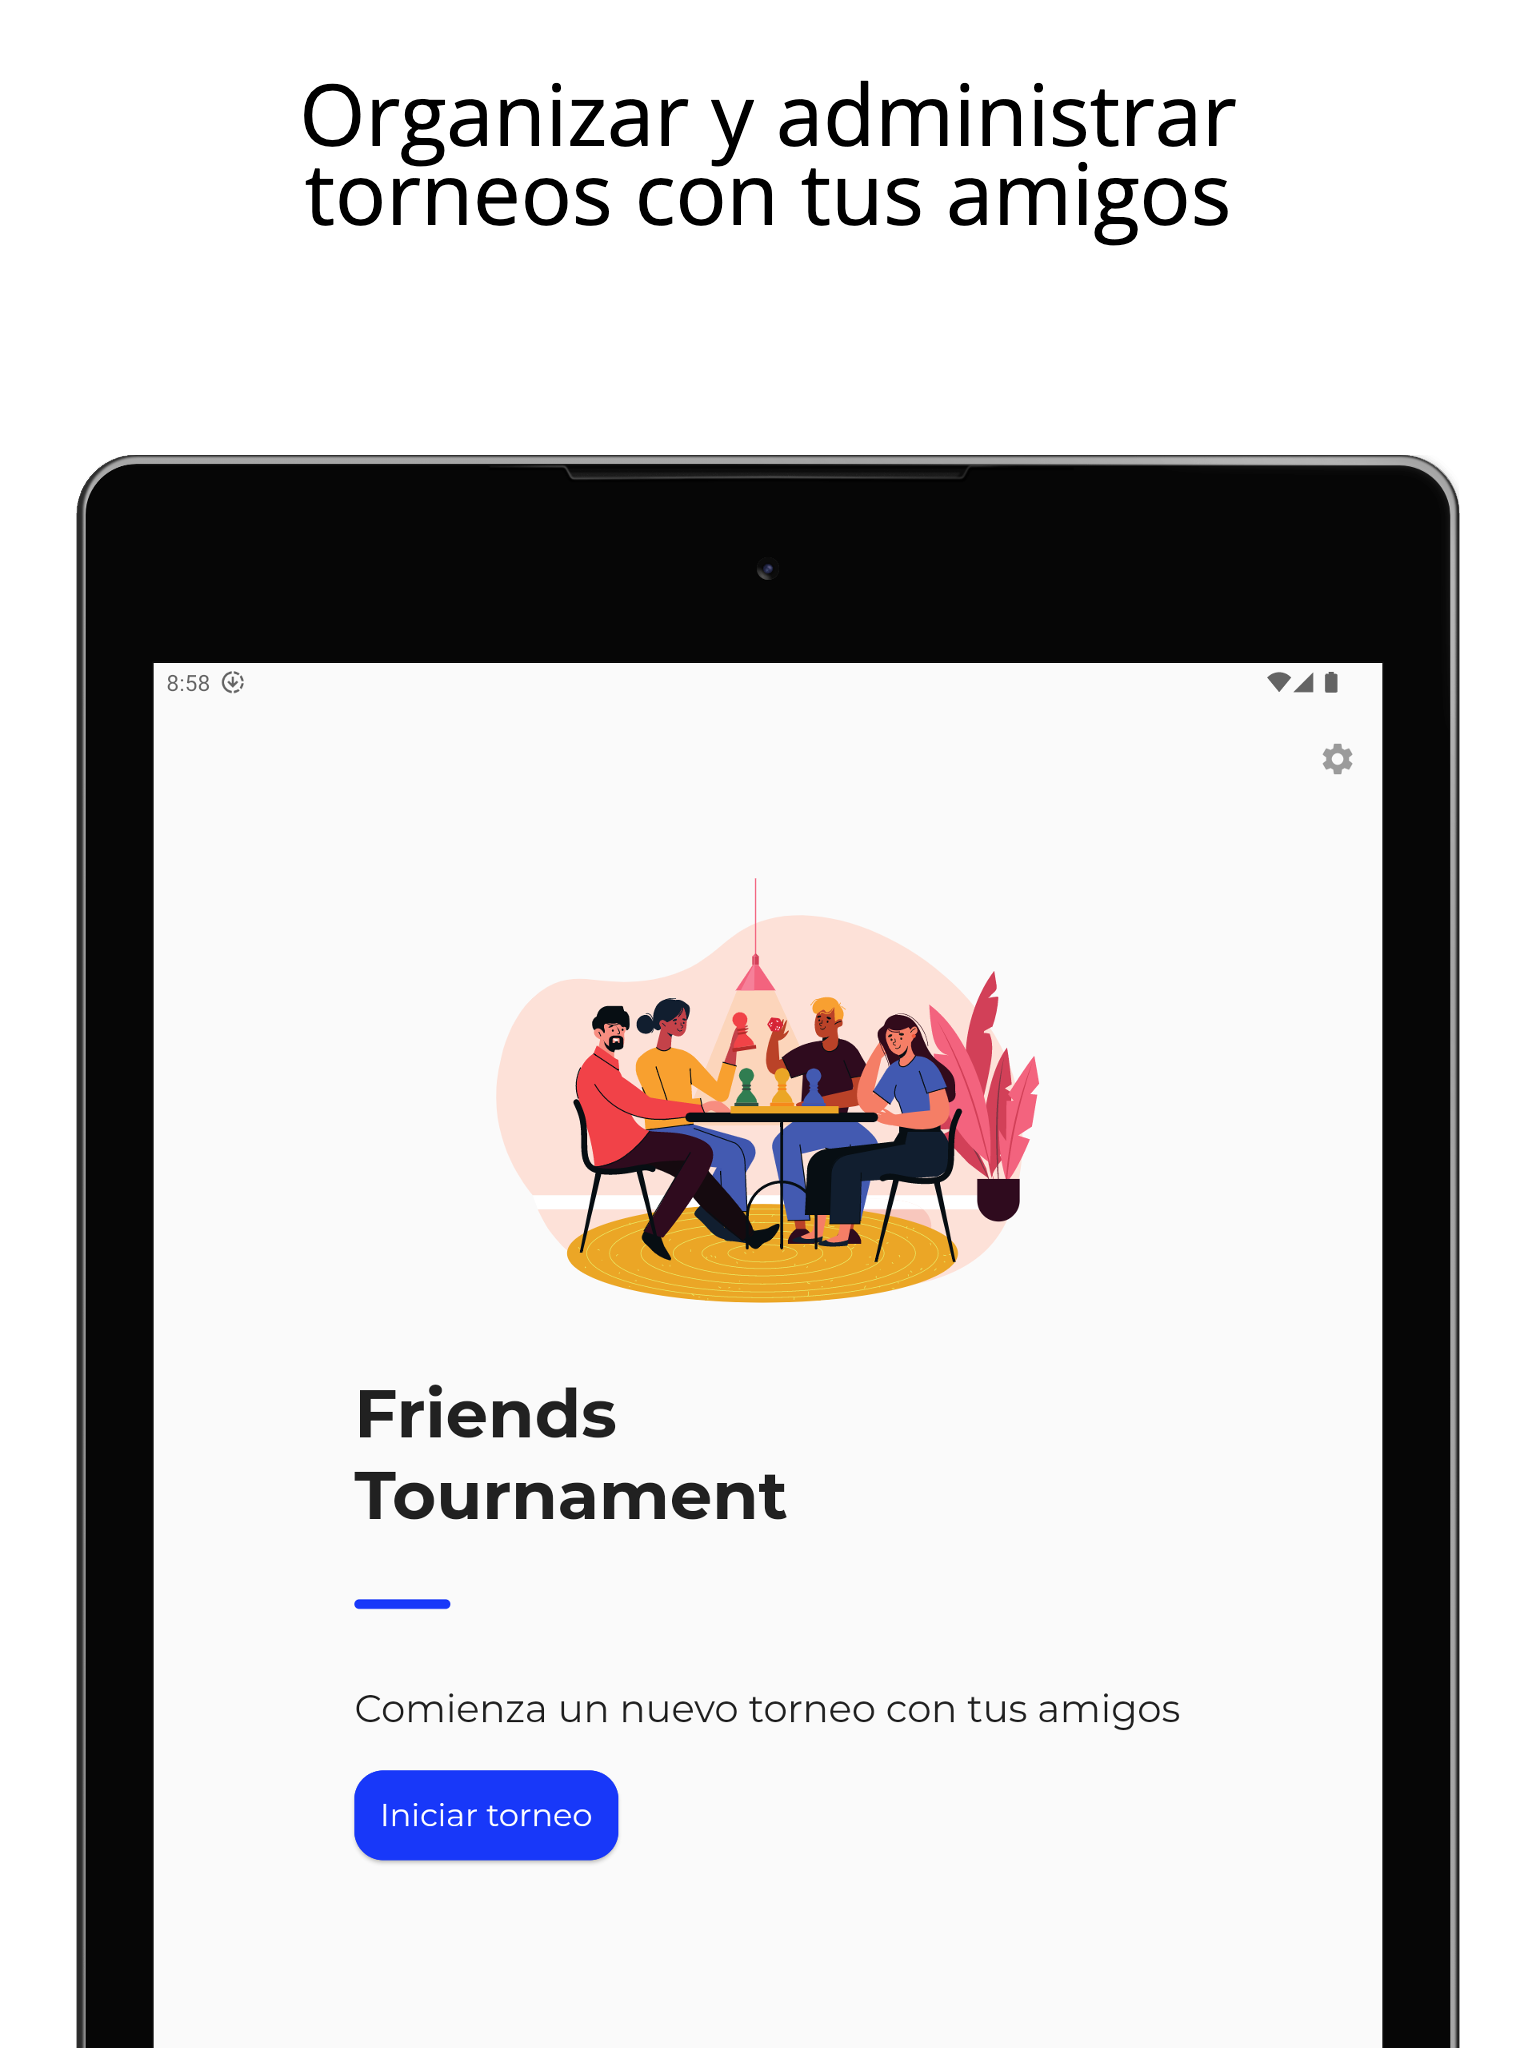 Organizar y administrar
torneos con tus amigos
8:58
Friends
Tournament
Comienza un nuevo torneo con tus amigos
Iniciar torneo